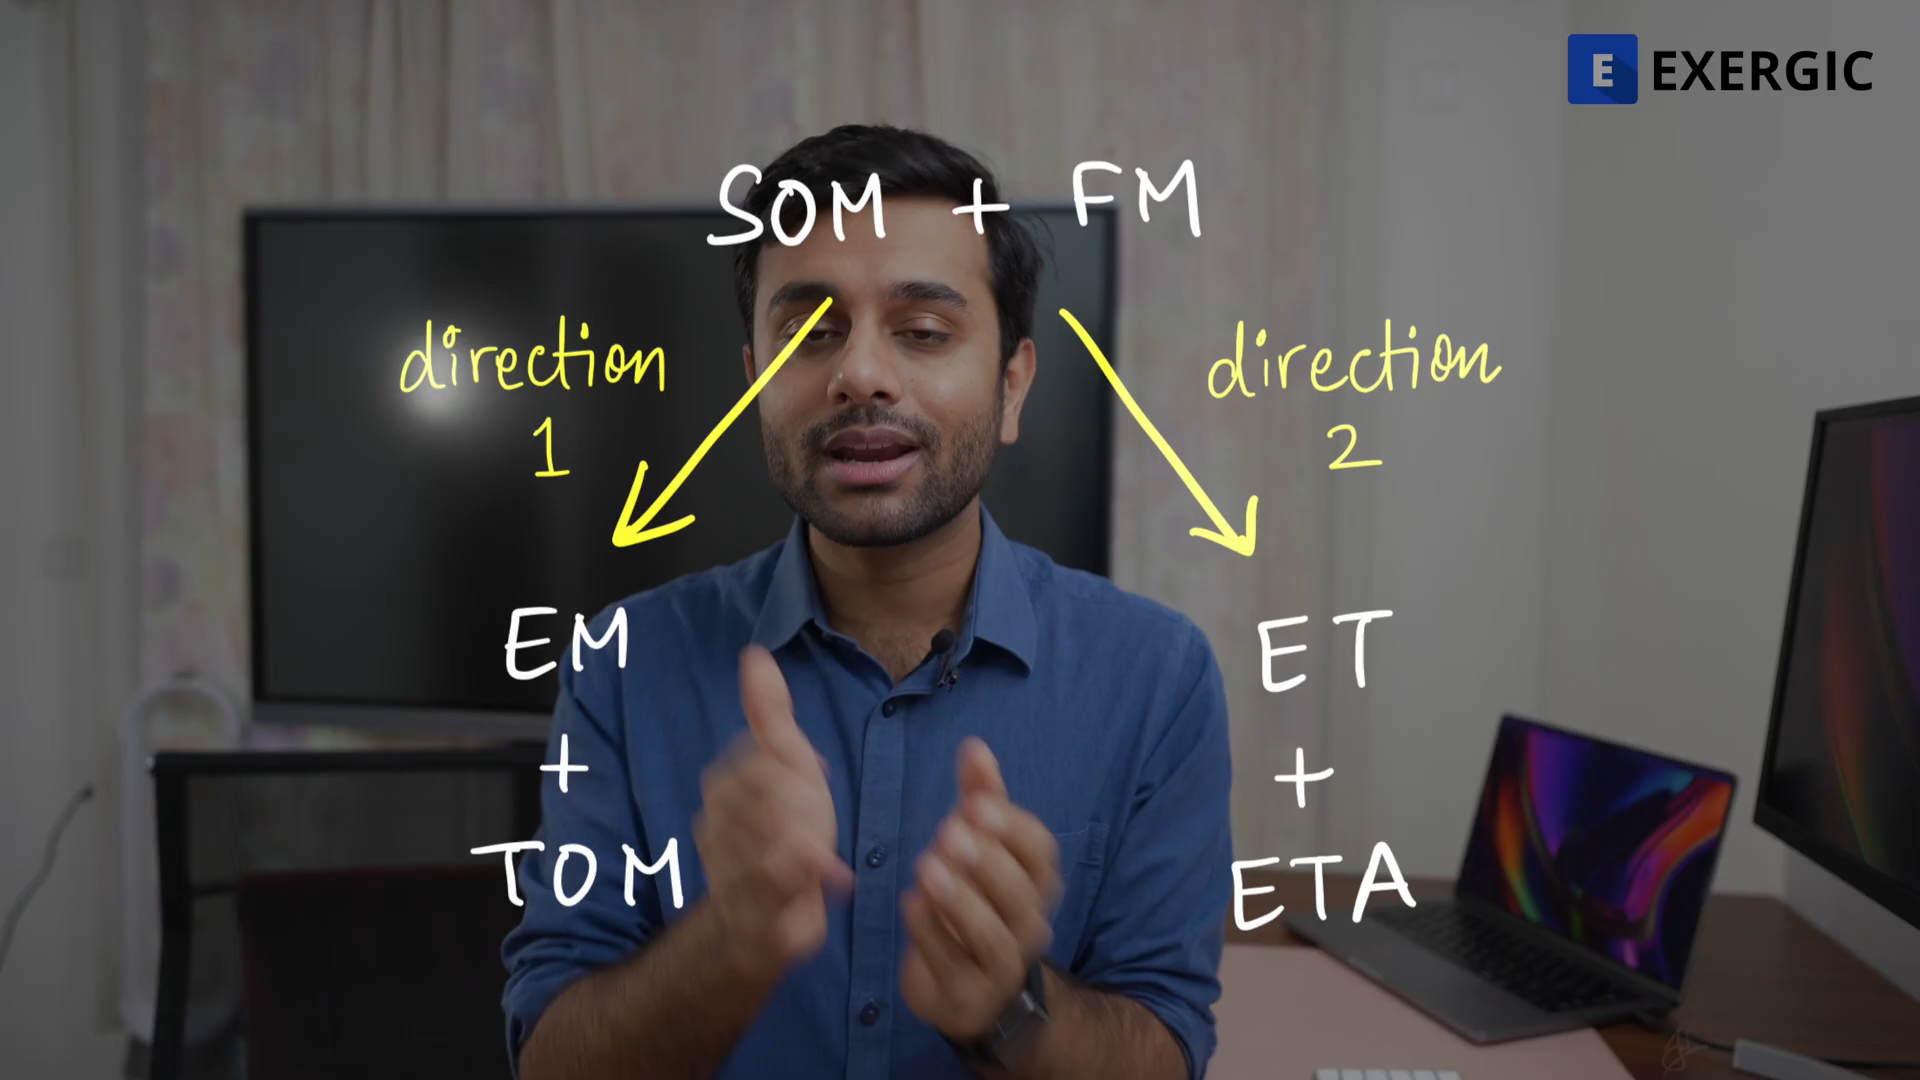 E EXERGIC
SOM + FM
direction
1
direction
2
EM
+
TOM
ET
+
ETA